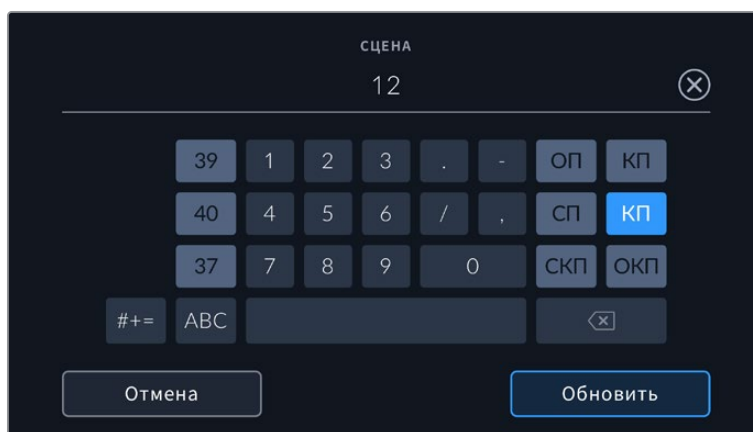 СЦЕНА
12
39 1 2 3 . - ОП КП
40 4 5 6 / , СП КП
37 7 8 9 0 СКП ОКП
#+= ABC
Отмена Обновить